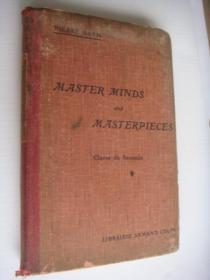 MASTER MINDS
and
MASTERPIECES
Classe de Seconde
LIBRAIRIE ARMAND COLIN